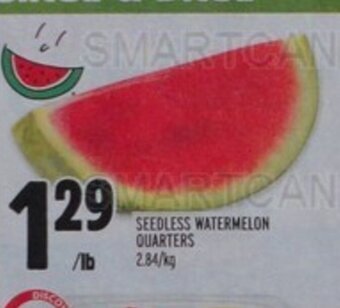 SMARTCAN
SMARTCAN
1.29
/lb
SEEDLESS WATERMELON
QUARTERS
2.84/kg